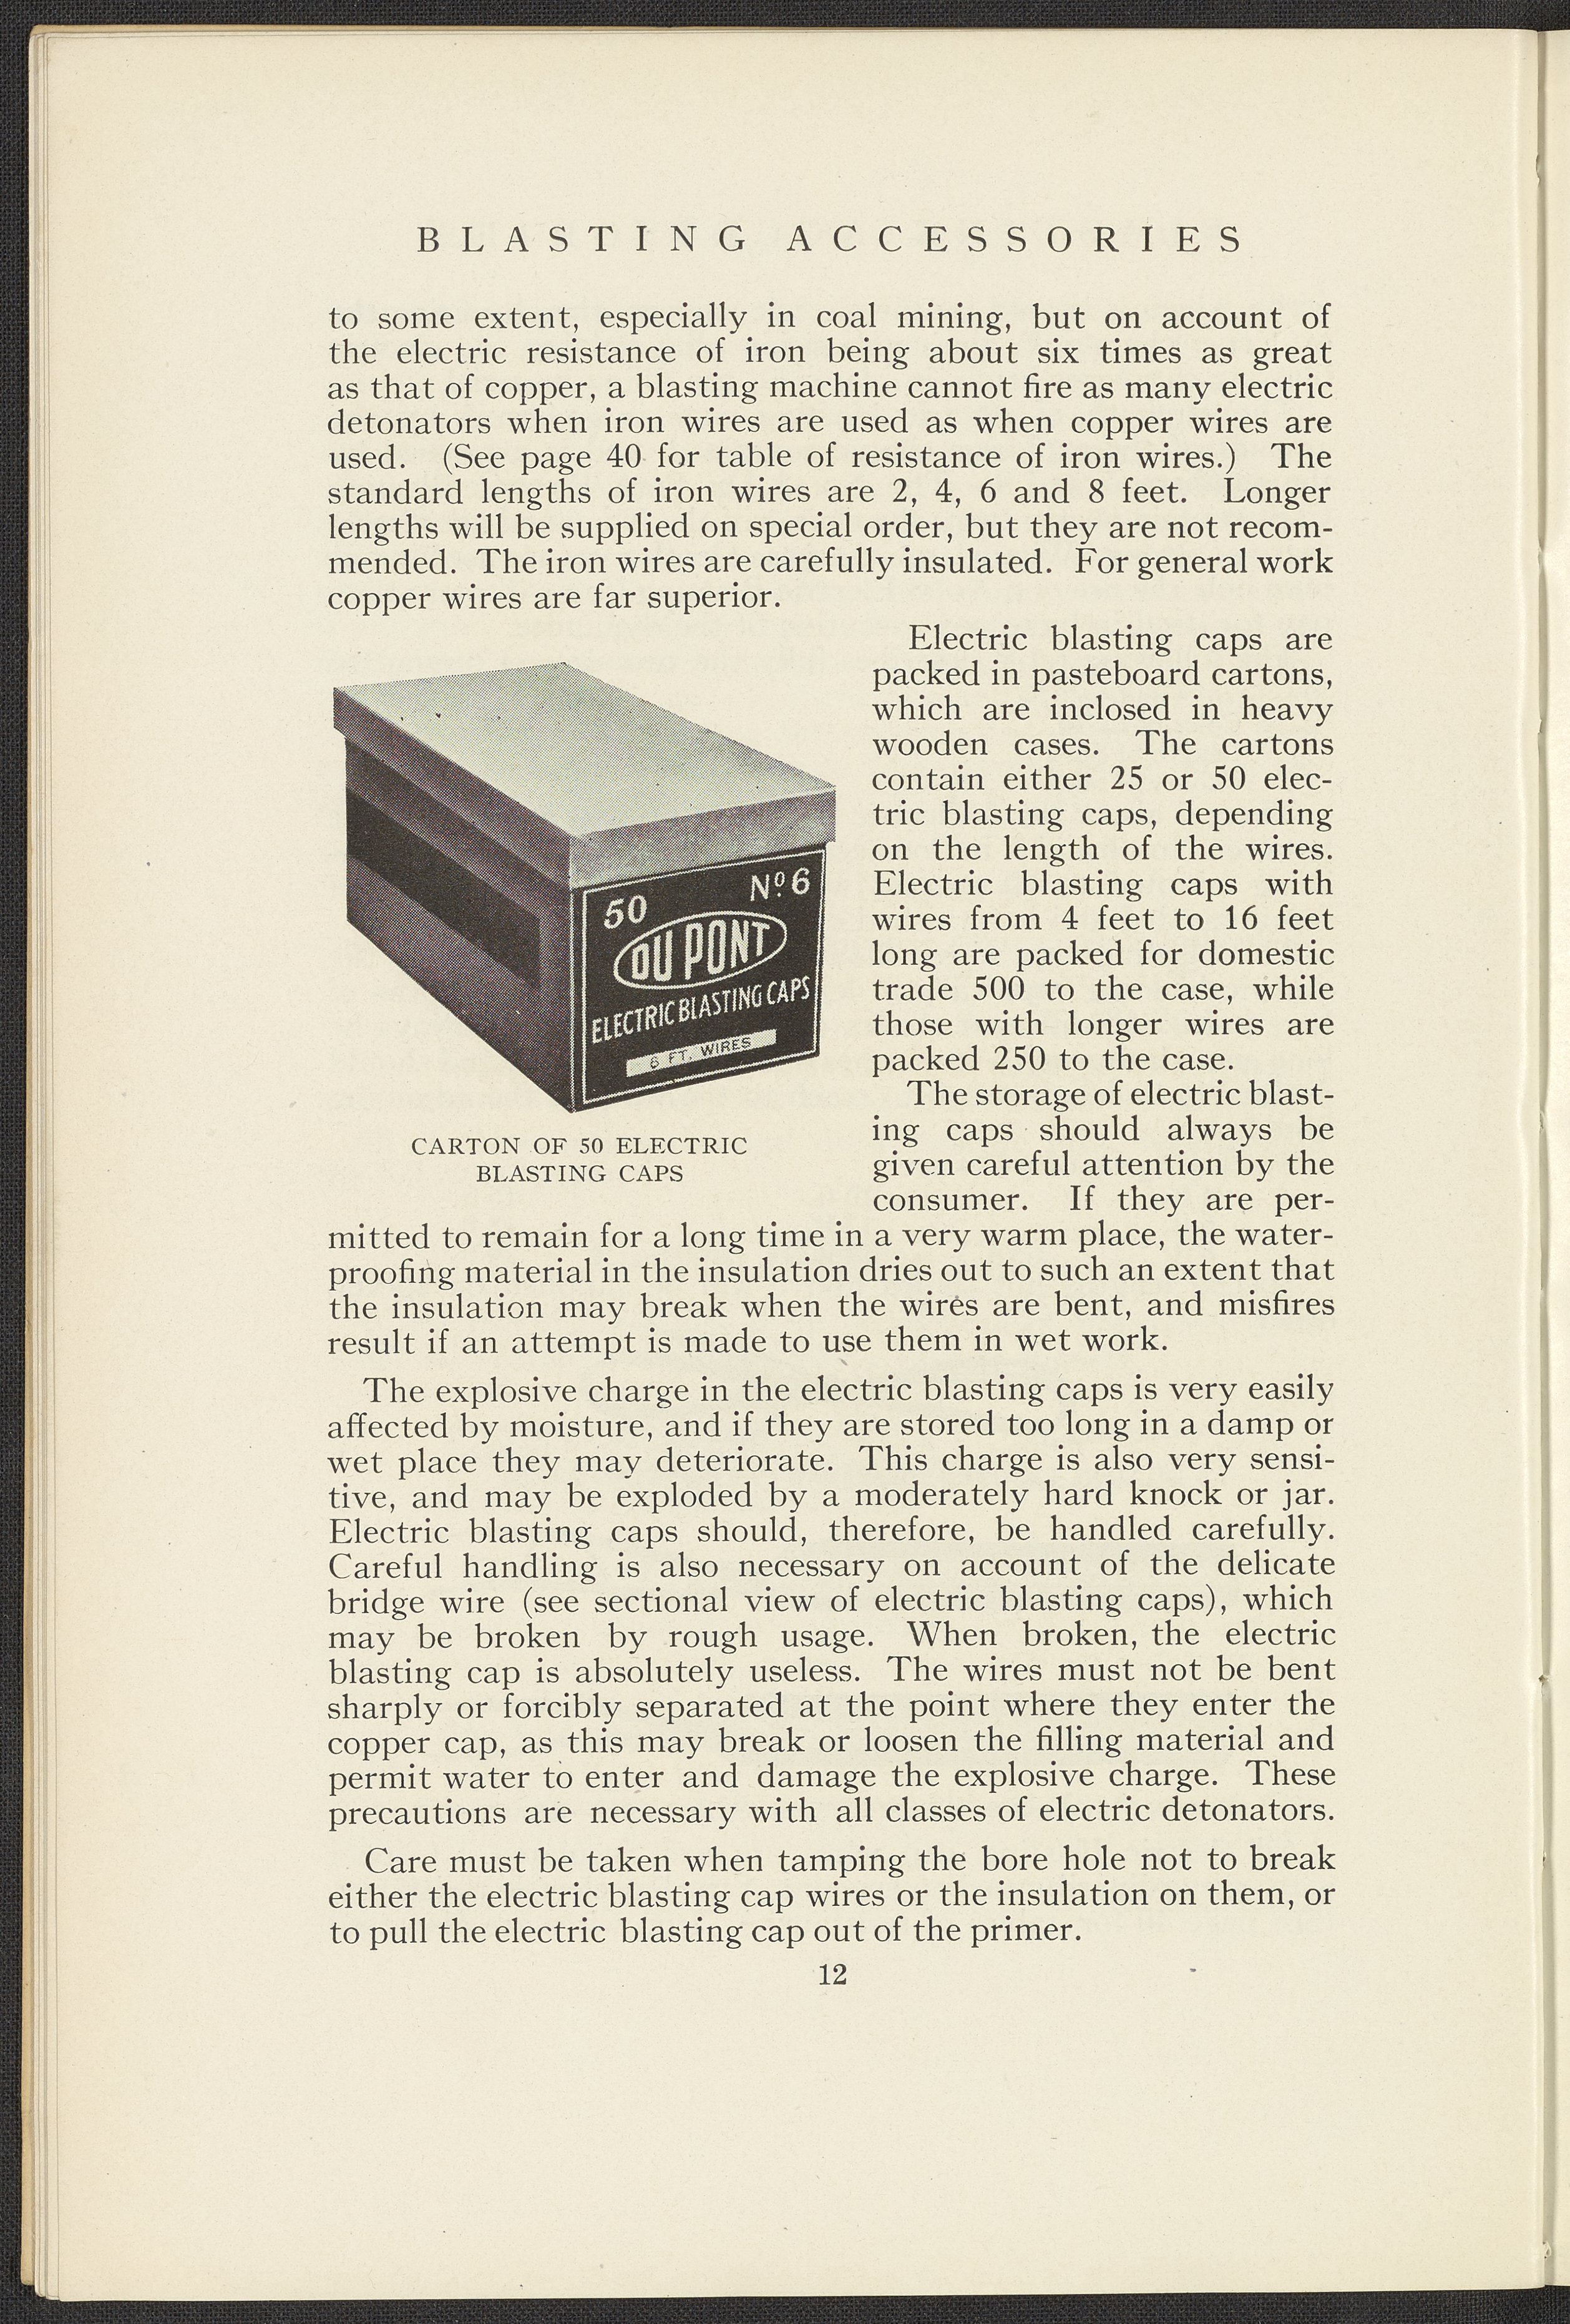 BLASTING ACCESSORIES
to some extent, especially in coal mining, but on account of
the electric resistance of iron being about six times as great
as that of copper, a blasting machine cannot fire as many electric
detonators when iron wires are used as when copper wires are
used. (See page 40 for table of resistance of iron wires.) The
standard lengths of iron wires are 2, 4, 6 and 8 feet. Longer
lengths will be supplied on special order, but they are not recom-
mended. The iron wires are carefully insulated. For general work
copper wires are far superior.
50 Nº 6
DU PONT
ELECTRIC BLASTING CAPS
6 FT. WIRES
CARTON OF 50 ELECTRIC
BLASTING CAPS
Electric blasting caps are
packed in pasteboard cartons,
which are inclosed in heavy
wooden cases. The cartons
contain either 25 or 50 elec-
tric blasting caps, depending
on the length of the wires.
Electric blasting caps with
wires from 4 feet to 16 feet
long are packed for domestic
trade 500 to the case, while
those with longer wires are
packed 250 to the case.
The storage of electric blast-
ing caps should always be
given careful attention by the
consumer. If they are per-
mitted to remain for a long time in a very warm place, the water-
proofing material in the insulation dries out to such an extent that
the insulation may break when the wires are bent, and misfires
result if an attempt is made to use them in wet work.
The explosive charge in the electric blasting caps is very easily
affected by moisture, and if they are stored too long in a damp or
wet place they may deteriorate. This charge is also very sensi-
tive, and may be exploded by a moderately hard knock or jar.
Electric blasting caps should, therefore, be handled carefully.
Careful handling is also necessary on account of the delicate
bridge wire (see sectional view of electric blasting caps), which
may be broken by rough usage. When broken, the electric
blasting cap is absolutely useless. The wires must not be bent
sharply or forcibly separated at the point where they enter the
copper cap, as this may break or loosen the filling material and
permit water to enter and damage the explosive charge. These
precautions are necessary with all classes of electric detonators.
Care must be taken when tamping the bore hole not to break
either the electric blasting cap wires or the insulation on them, or
to pull the electric blasting cap out of the primer.
12